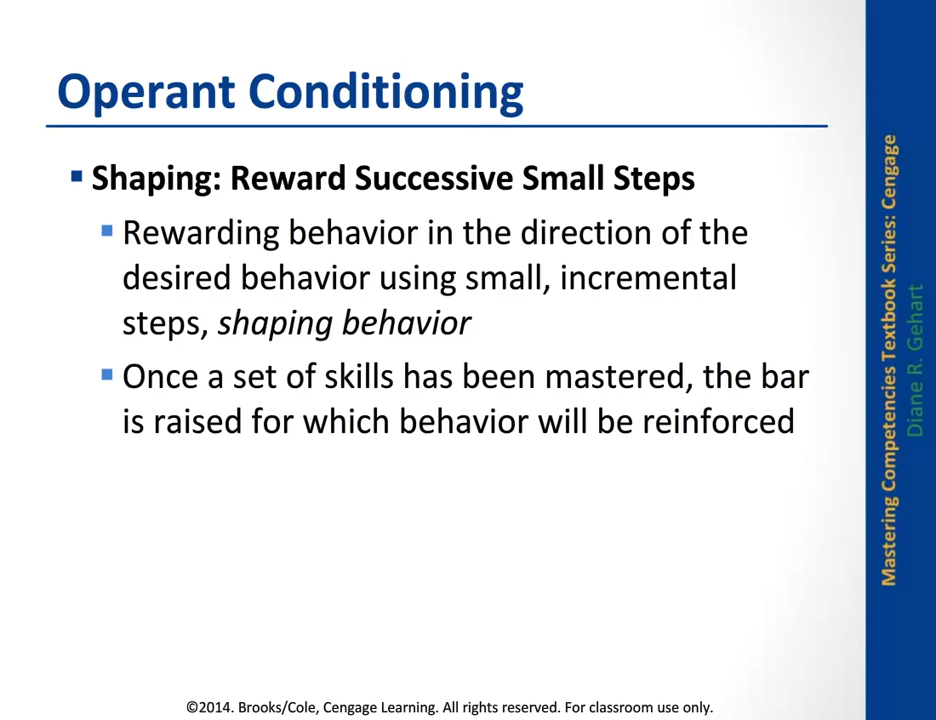 Operant Conditioning
Shaping: Reward Successive Small Steps
Rewarding behavior in the direction of the
desired behavior using small, incremental
steps, shaping behavior
Once a set of skills has been mastered, the bar
is raised for which behavior will be reinforced
©2014. Brooks/Cole, Cengage Learning. All rights reserved. For classroom use only.
Mastering Competencies Textbook Series: Cengage
Diane R. Gehart